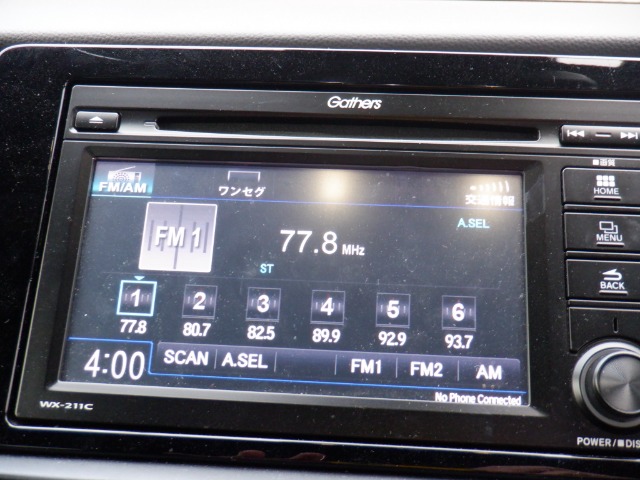 Gathers
FM/AM
ワンセグ
交通情報
A.SEL
FM 1
77.8 MHz
ST
1 2 3 4 5 6
77.8 80.7 82.5 89.9 92.9 93.7
4:00 SCAN A.SEL FM1 FM2 AM
No Phone Connected
WX-211C
画質
HOME
MENU
BACK
POWER/